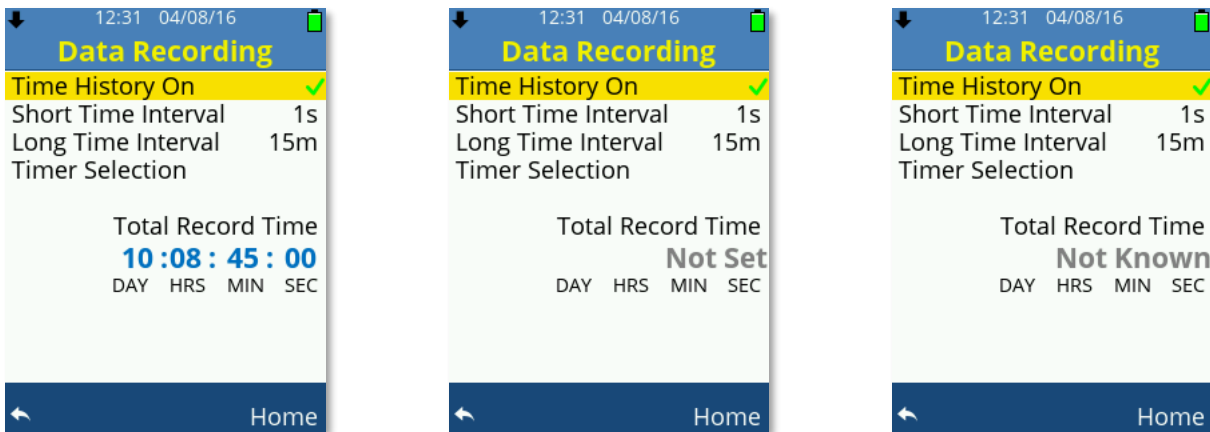 12:31 04/08/16
Data Recording
Time History On
Short Time Interval 1s
Long Time Interval 15m
Timer Selection
Total Record Time
10 :08 : 45 : 00
DAY HRS MIN SEC
Home
12:31 04/08/16
Data Recording
Time History On
Short Time Interval 1s
Long Time Interval 15m
Timer Selection
Total Record Time
Not Set
DAY HRS MIN SEC
Home
12:31 04/08/16
Data Recording
Time History On
Short Time Interval 1s
Long Time Interval 15m
Timer Selection
Total Record Time
Not Known
DAY HRS MIN SEC
Home